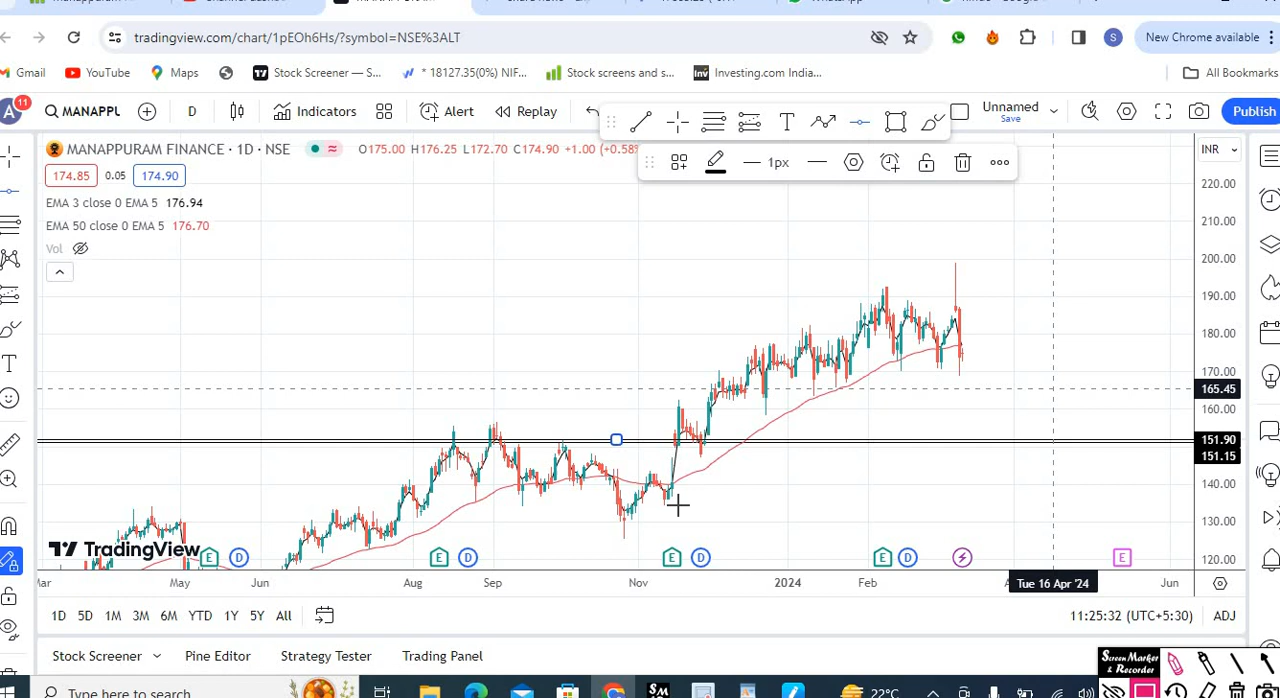 tradingview.com/chart/1pEOh6Hs/?symbol=NSE%3ALT
New Chrome available
Gmail
YouTube
Maps
Stock Screener — S...
* 18127.35(0%) NIF...
Stock screens and s...
Investing.com India...
All Bookmarks
A
11
MANAPPU
D
Indicators
Alert
Replay
Unnamed
Save
Publish
MANAPPURAM FINANCE · 1D · NSE
O175.00 H176.25 L172.70 C174.90 +1.00 (+0.58%
1px
INR
174.85
0.05
174.90
EMA 3 close 0 EMA 5 176.94
EMA 50 close 0 EMA 5 176.70
Vol
220.00
210.00
200.00
190.00
180.00
170.00
165.45
160.00
151.90
151.15
140.00
130.00
120.00
TradingView
E
D
E
D
E
D
E
D
E
Mar
May
Jun
Aug
Sep
Nov
2024
Feb
Tue 16 Apr '24
Jun
1D
5D
1M
3M
6M
YTD
1Y
5Y
All
11:25:32 (UTC+5:30)
ADJ
Stock Screener
Pine Editor
Strategy Tester
Trading Panel
Screen Marker
& Recorder
Type here to search
SM
22°C